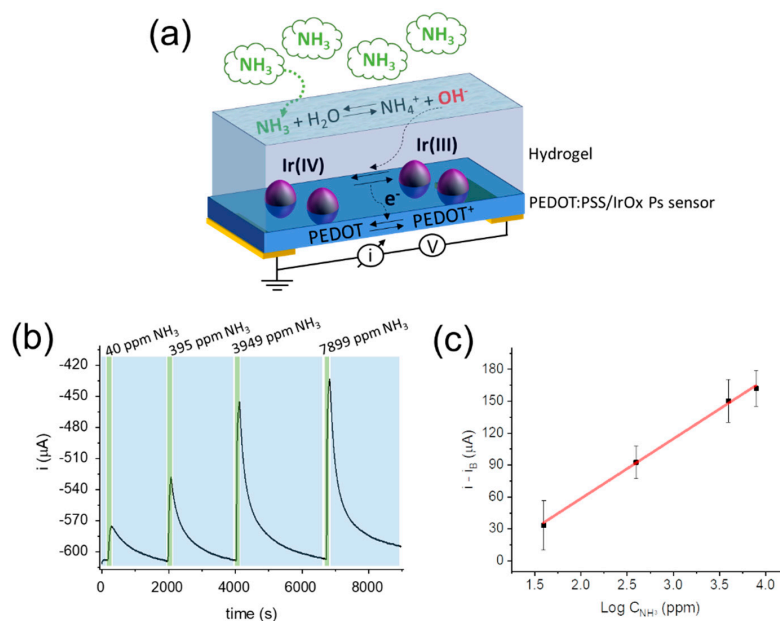 (a)
NH₃
NH₃
NH₃
NH₃
NH₃ + H₂O ⇌ NH₄⁺ + OH⁻
Ir(IV)
Ir(III)
Hydrogel
e⁻
PEDOT:PSS/IrOx Ps sensor
PEDOT ⇌ PEDOT⁺
i
V
(b)
40 ppm NH₃
395 ppm NH₃
3949 ppm NH₃
7899 ppm NH₃
-420
-450
-480
-510
-540
-570
-600
i (μA)
0 2000 4000 6000 8000
time (s)
(c)
180
150
120
90
60
30
0
i - i_B (μA)
1.5 2.0 2.5 3.0 3.5 4.0
Log C_NH³ (ppm)